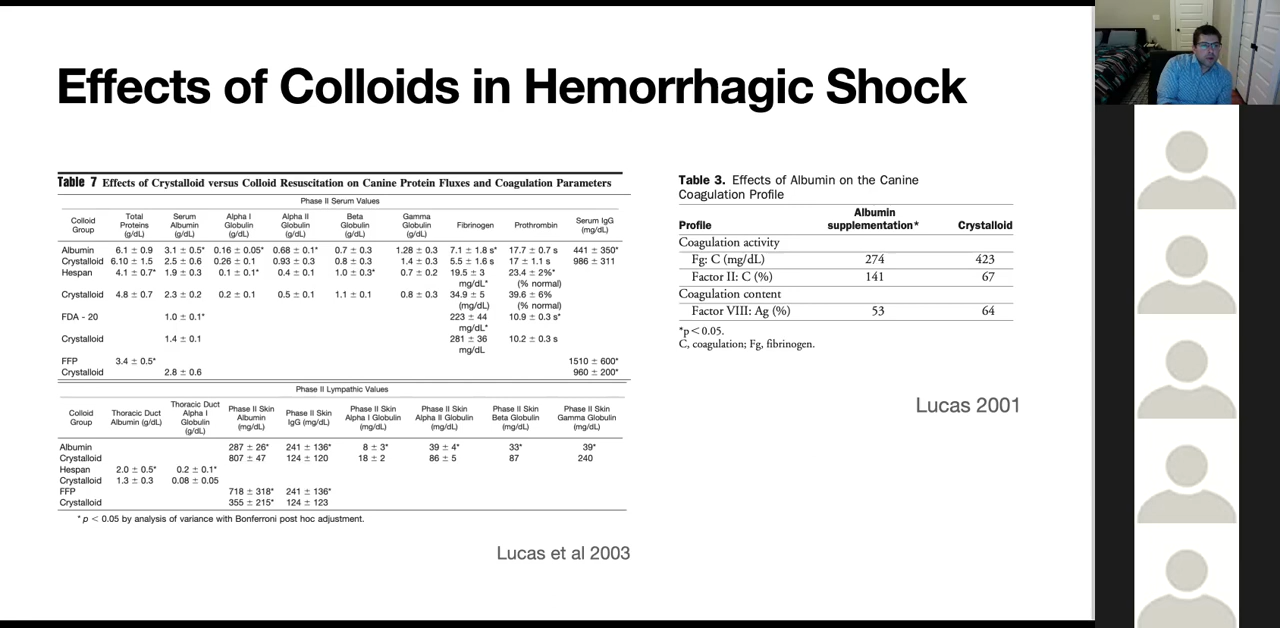 Effects of Colloids in Hemorrhagic Shock
Table 7 Effects of Crystalloid versus Colloid Resuscitation on Canine Protein Fluxes and Coagulation Parameters
Phase II Serum Values
Colloid Group Total Proteins (g/dL) Serum Albumin (g/dL) Alpha I Globulin (g/dL) Alpha II Globulin (g/dL) Beta Globulin (g/dL) Gamma Globulin (g/dL) Fibrinogen Prothrombin Serum IgG (mg/dL)
Albumin 6.1 ± 0.9 3.1 ± 0.5* 0.16 ± 0.05* 0.68 ± 0.1* 0.7 ± 0.3 1.28 ± 0.3 7.1 ± 1.8 s* 17.7 ± 0.7 s 441 ± 350*
Crystalloid 6.10 ± 1.5 2.5 ± 0.6 0.26 ± 0.1 0.93 ± 0.3 0.8 ± 0.3 1.4 ± 0.3 5.5 ± 1.6 s 17 ± 1.1 s 986 ± 311
Hespan 4.1 ± 0.7* 1.9 ± 0.3 0.1 ± 0.1* 0.4 ± 0.1 1.0 ± 0.3* 0.7 ± 0.2 19.5 ± 3 23.4 ± 2%*
mg/dL* (% normal)
Crystalloid 4.8 ± 0.7 2.3 ± 0.2 0.2 ± 0.1 0.5 ± 0.1 1.1 ± 0.1 0.8 ± 0.3 34.9 ± 5 39.6 ± 6%
(mg/dL) (% normal)
FDA - 20 1.0 ± 0.1* 223 ± 44 10.9 ± 0.3 s*
mg/dL*
Crystalloid 1.4 ± 0.1 281 ± 36 10.2 ± 0.3 s
mg/dL
FFP 3.4 ± 0.5* 1510 ± 600*
Crystalloid 2.8 ± 0.6 960 ± 200*
Phase II Lymphatic Values
Colloid Group Thoracic Duct Albumin (g/dL) Thoracic Duct Alpha I Globulin (g/dL) Phase II Skin Albumin (mg/dL) Phase II Skin IgG (mg/dL) Phase II Skin Alpha I Globulin (mg/dL) Phase II Skin Alpha II Globulin (mg/dL) Phase II Skin Beta Globulin (mg/dL) Phase II Skin Gamma Globulin (mg/dL)
Albumin 287 ± 26* 241 ± 136* 8 ± 3* 39 ± 4* 33* 39*
Crystalloid 807 ± 47 124 ± 120 18 ± 2 86 ± 5 87 240
Hespan 2.0 ± 0.5* 0.2 ± 0.1*
Crystalloid 1.3 ± 0.3 0.08 ± 0.05
FFP 718 ± 318* 241 ± 136*
Crystalloid 355 ± 215* 124 ± 123
* p < 0.05 by analysis of variance with Bonferroni post hoc adjustment.
Lucas et al 2003
Table 3. Effects of Albumin on the Canine
Coagulation Profile
Profile Albumin supplementation* Crystalloid
Coagulation activity
Fg: C (mg/dL) 274 423
Factor II: C (%) 141 67
Coagulation content
Factor VIII: Ag (%) 53 64
*p < 0.05.
C, coagulation; Fg, fibrinogen.
Lucas 2001